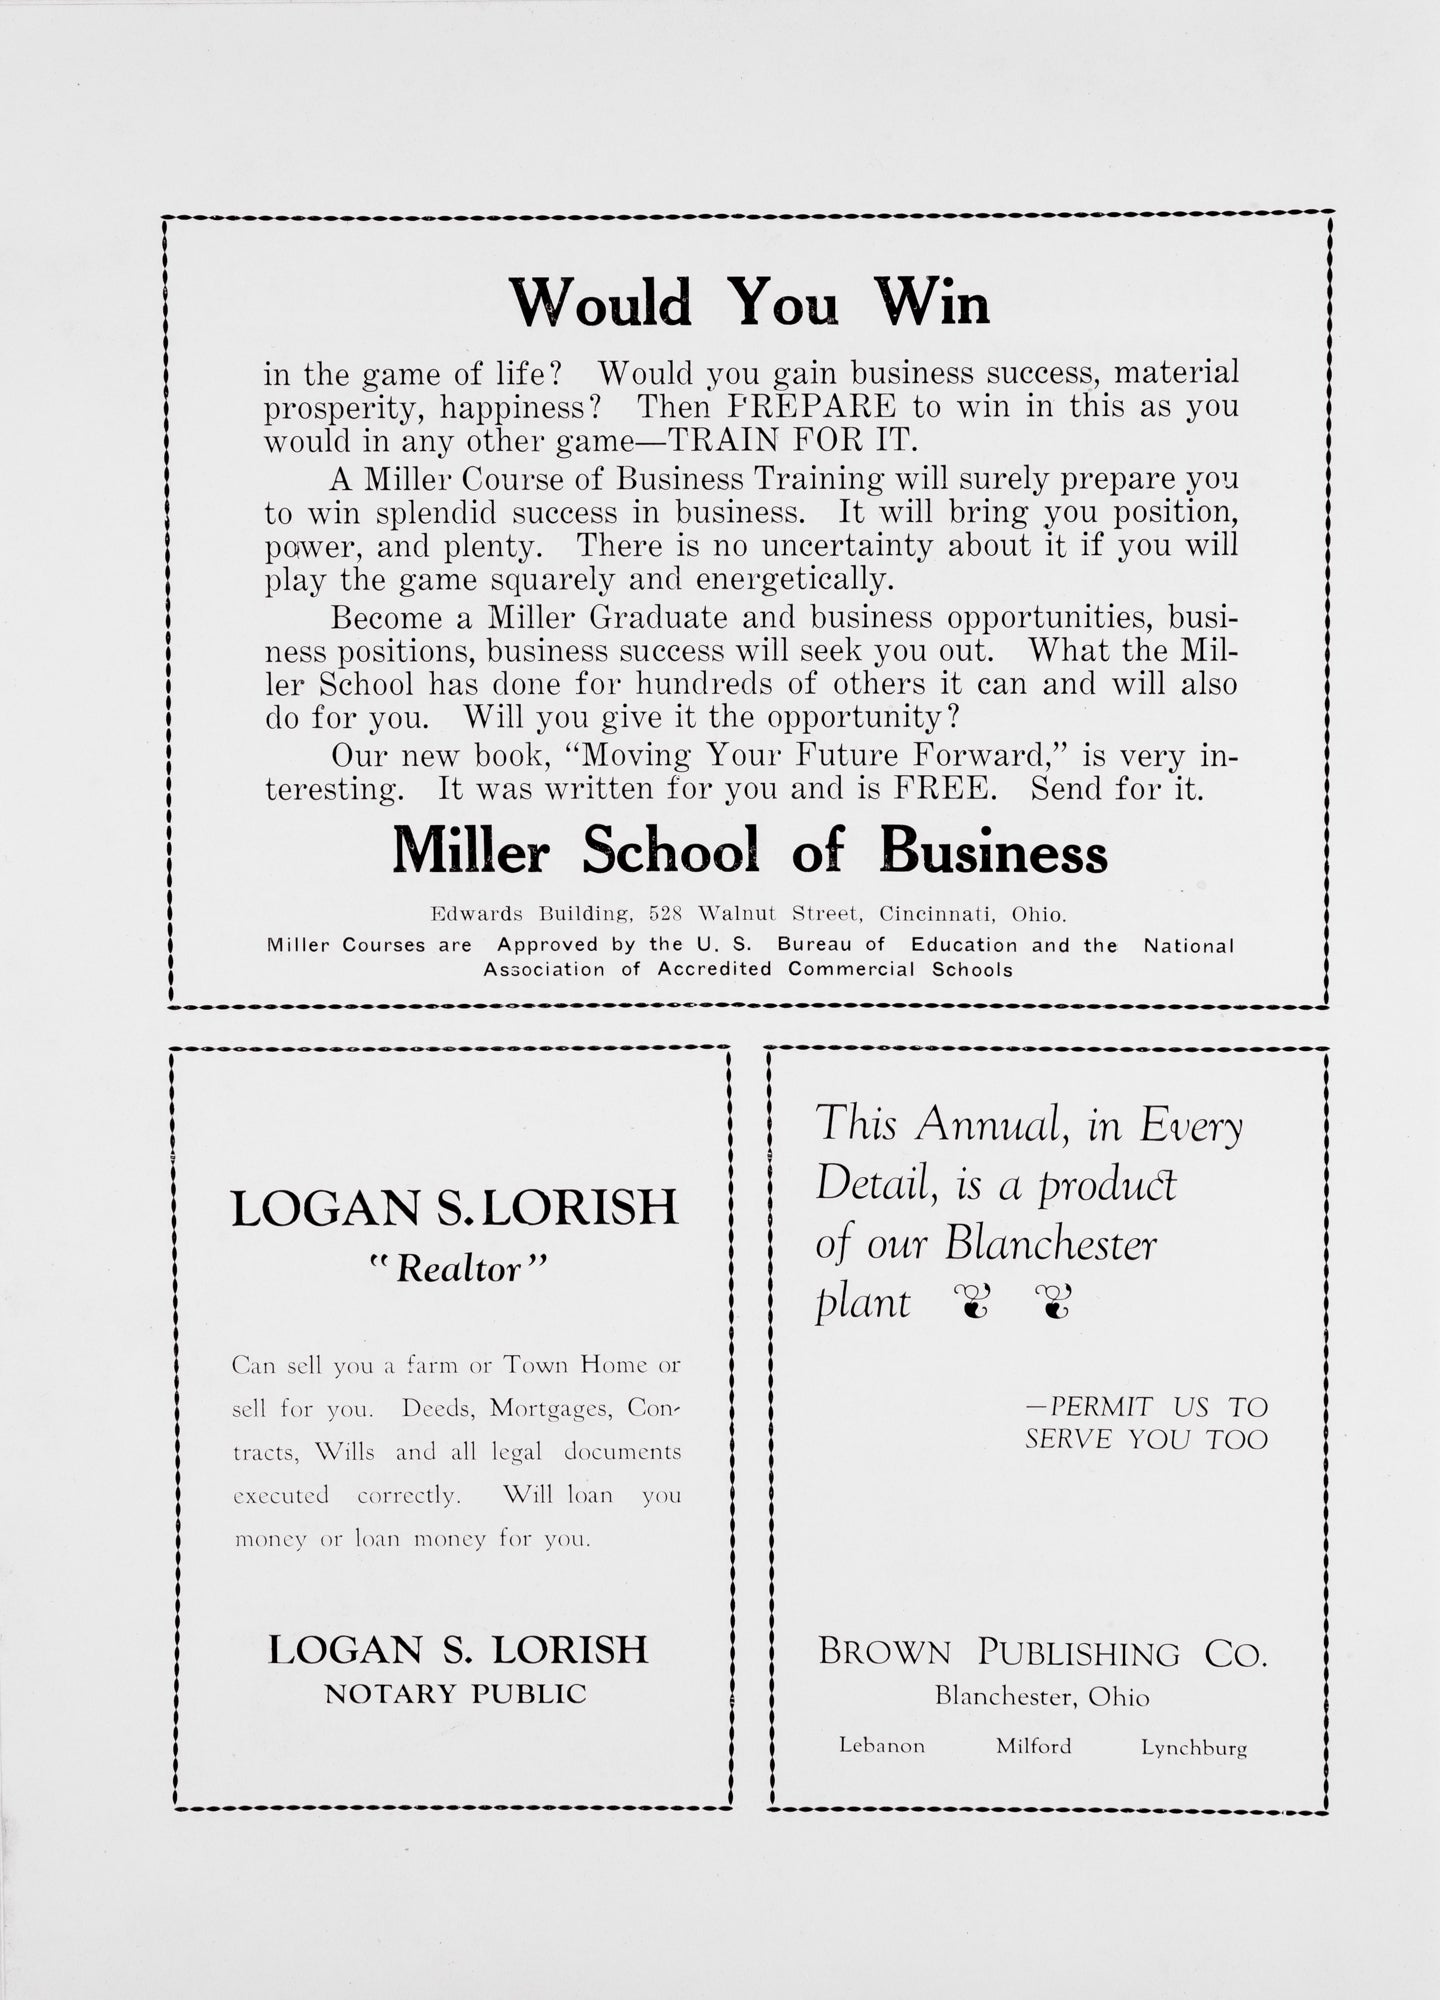 Would You Win
in the game of life? Would you gain business success, material
prosperity, happiness? Then PREPARE to win in this as you
would in any other game—TRAIN FOR IT.
A Miller Course of Business Training will surely prepare you
to win splendid success in business. It will bring you position,
power, and plenty. There is no uncertainty about it if you will
play the game squarely and energetically.
Become a Miller Graduate and business opportunities, busi-
ness positions, business success will seek you out. What the Mil-
ler School has done for hundreds of others it can and will also
do for you. Will you give it the opportunity?
Our new book, “Moving Your Future Forward,” is very in-
teresting. It was written for you and is FREE. Send for it.
Miller School of Business
Edwards Building, 528 Walnut Street, Cincinnati, Ohio.
Miller Courses are Approved by the U. S. Bureau of Education and the National
Association of Accredited Commercial Schools
LOGAN S. LORISH
“Realtor”
Can sell you a farm or Town Home or
sell for you. Deeds, Mortgages, Con-
tracts, Wills and all legal documents
executed correctly. Will loan you
money or loan money for you.
LOGAN S. LORISH
NOTARY PUBLIC
This Annual, in Every
Detail, is a product
of our Blanchester
plant
—PERMIT US TO
SERVE YOU TOO
BROWN PUBLISHING CO.
Blanchester, Ohio
Lebanon Milford Lynchburg